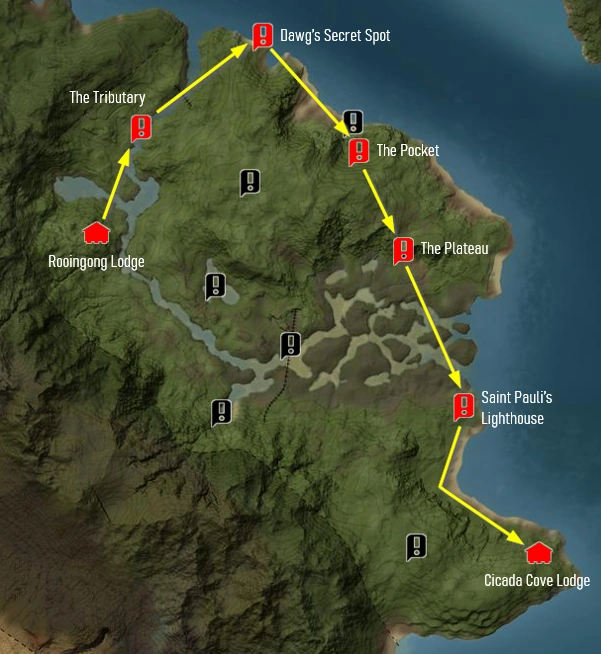 Dawg's Secret Spot
The Tributary
The Pocket
The Plateau
Rooingong Lodge
Saint Pauli's
Lighthouse
Cicada Cove Lodge